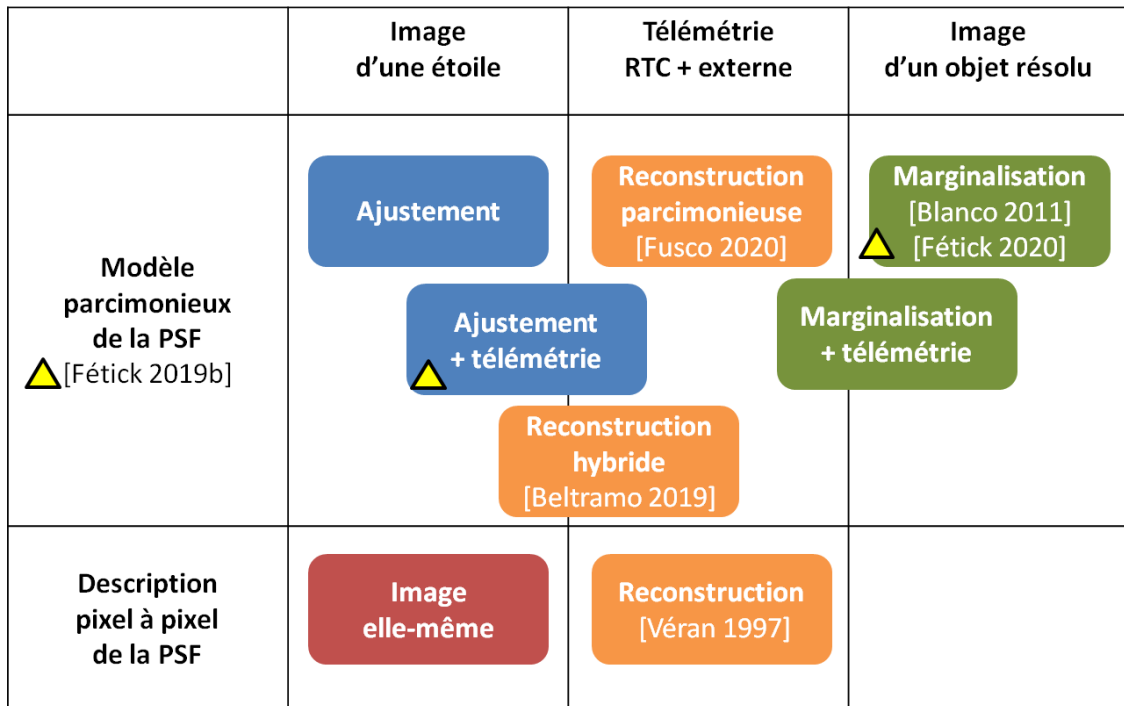 Image
d'une étoile
Télémétrie
RTC + externe
Image
d'un objet résolu
Modèle
parcimonieux
de la PSF
[Fétick 2019b]
Ajustement
Reconstruction
parcimonieuse
[Fusco 2020]
Marginalisation
[Blanco 2011]
[Fétick 2020]
Ajustement
+ télémétrie
Marginalisation
+ télémétrie
Reconstruction
hybride
[Beltramo 2019]
Description
pixel à pixel
de la PSF
Image
elle-même
Reconstruction
[Véran 1997]